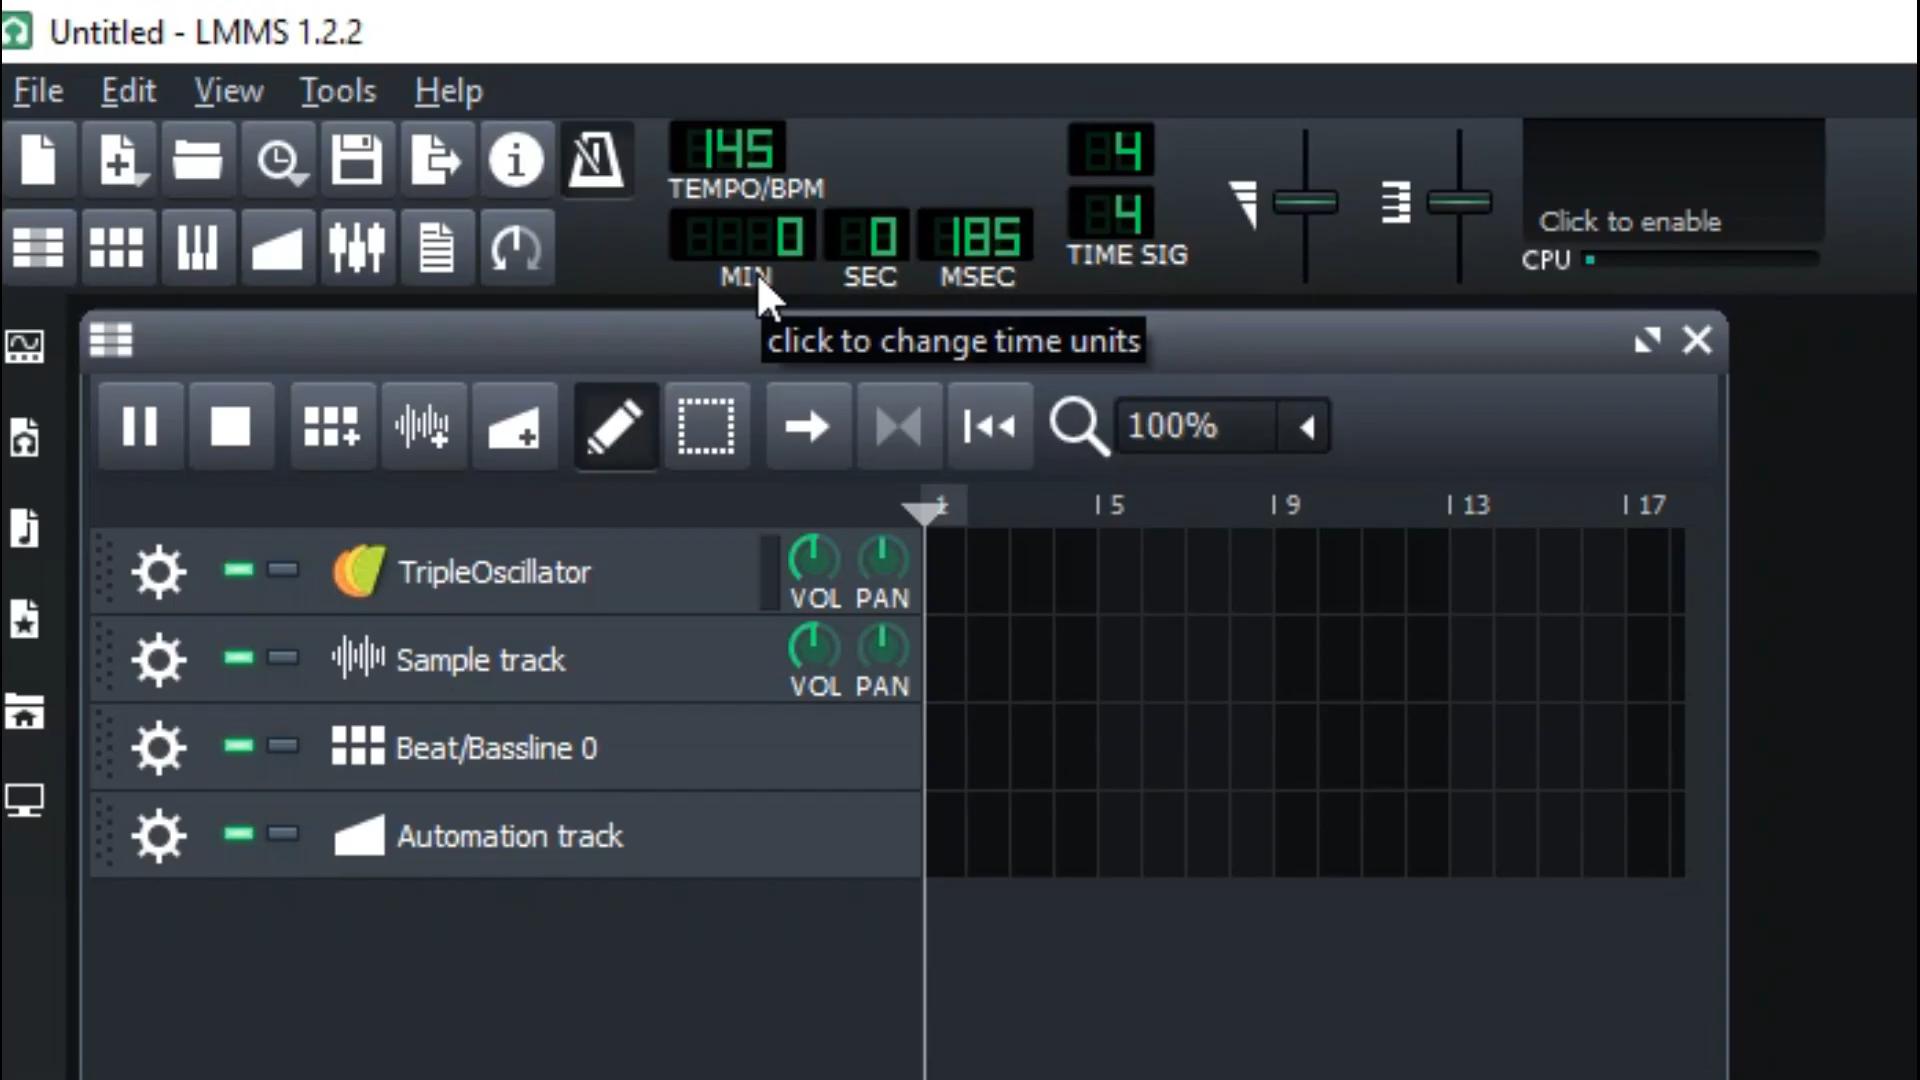 Untitled - LMMS 1.2.2
File Edit View Tools Help
145
TEMPO/BPM
0 0 185
MIN SEC MSEC
4
4
TIME SIG
Click to enable
CPU
click to change time units
100%
1 5 9 13 17
TripleOscillator
VOL PAN
Sample track
VOL PAN
Beat/Bassline 0
Automation track